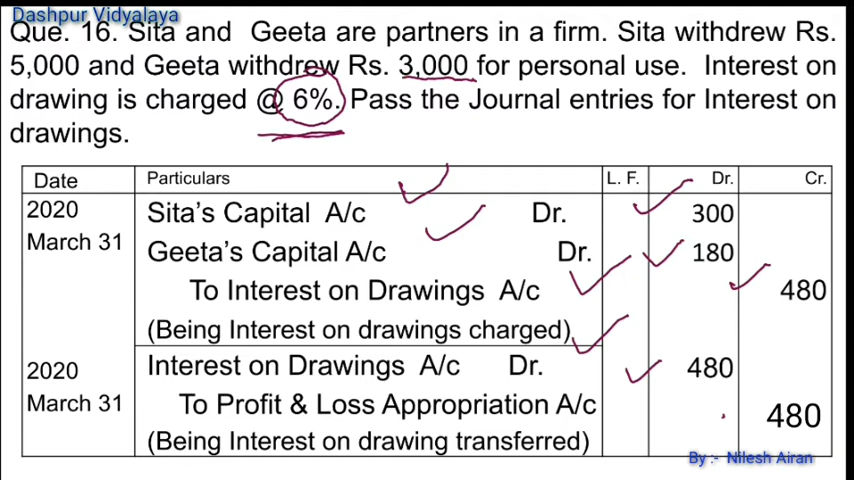 Dashpur Vidyalaya
Que. 16. Sita and Geeta are partners in a firm. Sita withdrew Rs.
5,000 and Geeta withdrew Rs. 3,000 for personal use. Interest on
drawing is charged @ 6%. Pass the Journal entries for Interest on
drawings.
Date Particulars L. F. Dr. Cr.
2020 Sita's Capital A/c Dr. 300
March 31 Geeta's Capital A/c Dr. 180
To Interest on Drawings A/c 480
(Being Interest on drawings charged)
2020 Interest on Drawings A/c Dr. 480
March 31 To Profit & Loss Appropriation A/c 480
(Being Interest on drawing transferred)
By :- Nilesh Airan